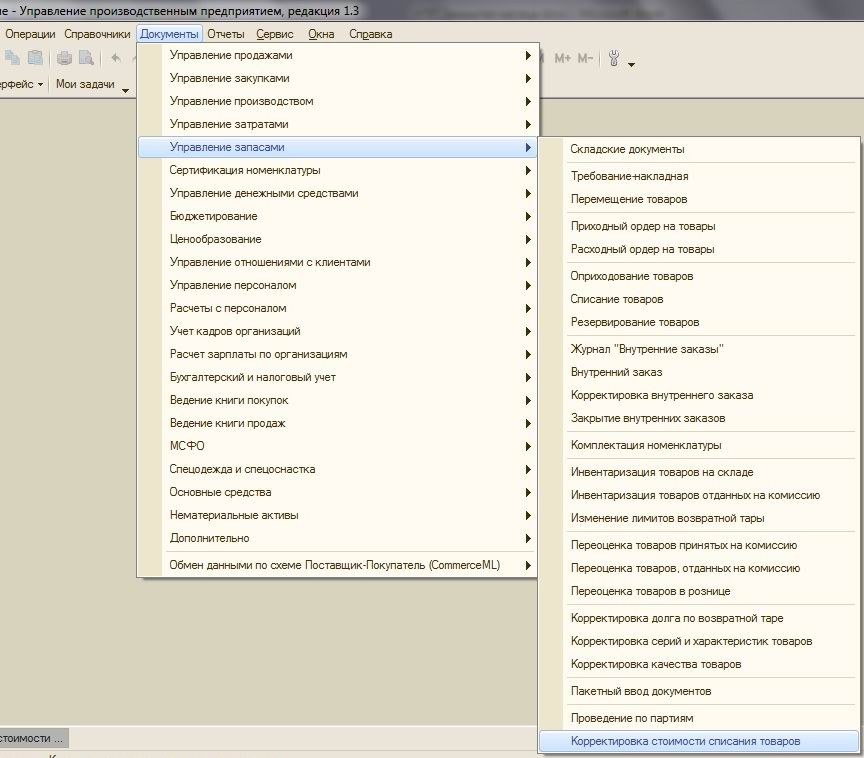 ие - Управление производственным предприятием, редакция 1.3
Операции Справочники Документы Отчеты Сервис Окна Справка
M+ M-
рфейс Мои задачи
Управление продажами
Управление закупками
Управление производством
Управление затратами
Управление запасами
Сертификация номенклатуры
Управление денежными средствами
Бюджетирование
Ценообразование
Управление отношениями с клиентами
Управление персоналом
Расчеты с персоналом
Учет кадров организаций
Расчет зарплаты по организациям
Бухгалтерский и налоговый учет
Ведение книги покупок
Ведение книги продаж
МСФО
Спецодежда и спецоснастка
Основные средства
Нематериальные активы
Дополнительно
Обмен данными по схеме Поставщик-Покупатель (CommerceML)
Складские документы
Требование-накладная
Перемещение товаров
Приходный ордер на товары
Расходный ордер на товары
Оприходование товаров
Списание товаров
Резервирование товаров
Журнал "Внутренние заказы"
Внутренний заказ
Корректировка внутреннего заказа
Закрытие внутренних заказов
Комплектация номенклатуры
Инвентаризация товаров на складе
Инвентаризация товаров отданных на комиссию
Изменение лимитов возвратной тары
Переоценка товаров принятых на комиссию
Переоценка товаров, отданных на комиссию
Переоценка товаров в рознице
Корректировка долга по возвратной таре
Корректировка серий и характеристик товаров
Корректировка качества товаров
Пакетный ввод документов
Проведение по партиям
Корректировка стоимости списания товаров
стоимости ...